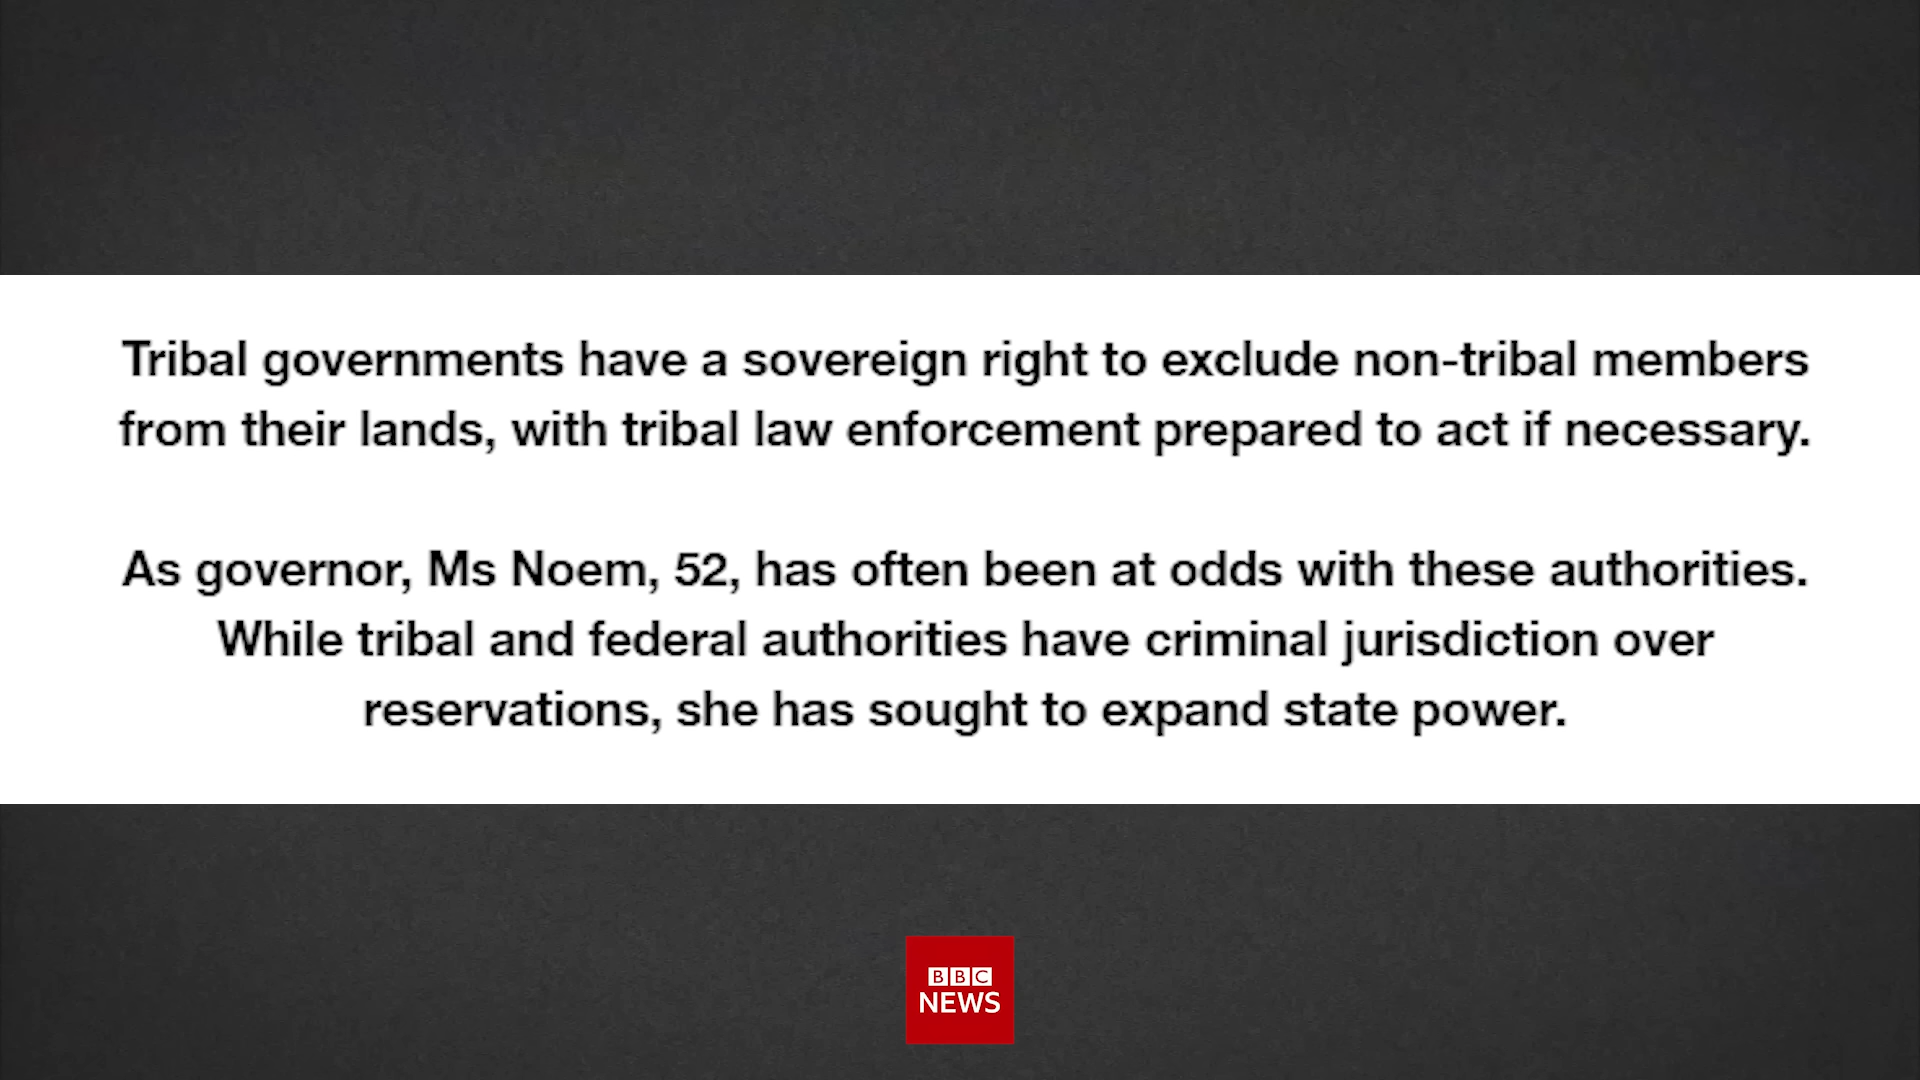 Tribal governments have a sovereign right to exclude non-tribal members
from their lands, with tribal law enforcement prepared to act if necessary.
As governor, Ms Noem, 52, has often been at odds with these authorities.
While tribal and federal authorities have criminal jurisdiction over
reservations, she has sought to expand state power.
BBC
NEWS